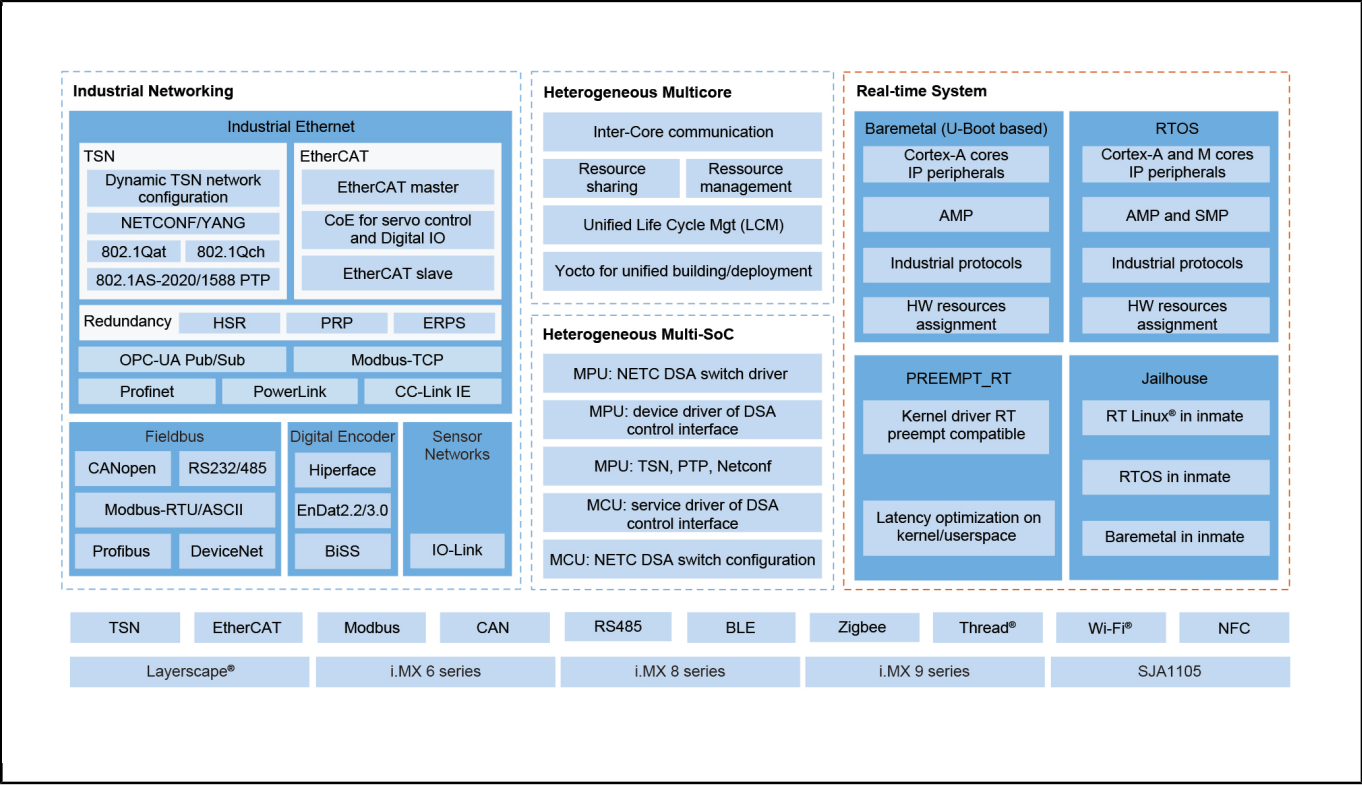 Industrial Networking
Industrial Ethernet
TSN
Dynamic TSN network
configuration
NETCONF/YANG
802.1Qat
802.1Qch
802.1AS-2020/1588 PTP
EtherCAT
EtherCAT master
CoE for servo control
and Digital IO
EtherCAT slave
Redundancy
HSR
PRP
ERPS
OPC-UA Pub/Sub
Modbus-TCP
Profinet
PowerLink
CC-Link IE
Fieldbus
CANopen
RS232/485
Modbus-RTU/ASCII
Profibus
DeviceNet
Digital Encoder
Hiperface
EnDat2.2/3.0
BiSS
Sensor
Networks
IO-Link
Heterogeneous Multicore
Inter-Core communication
Resource
sharing
Ressource
management
Unified Life Cycle Mgt (LCM)
Yocto for unified building/deployment
Heterogeneous Multi-SoC
MPU: NETC DSA switch driver
MPU: device driver of DSA
control interface
MPU: TSN, PTP, Netconf
MCU: service driver of DSA
control interface
MCU: NETC DSA switch configuration
Real-time System
Baremetal (U-Boot based)
Cortex-A cores
IP peripherals
AMP
Industrial protocols
HW resources
assignment
RTOS
Cortex-A and M cores
IP peripherals
AMP and SMP
Industrial protocols
HW resources
assignment
PREEMPT_RT
Kernel driver RT
preempt compatible
Latency optimization on
kernel/userspace
Jailhouse
RT Linux® in inmate
RTOS in inmate
Baremetal in inmate
TSN
EtherCAT
Modbus
CAN
RS485
BLE
Zigbee
Thread®
Wi-Fi®
NFC
Layerscape®
i.MX 6 series
i.MX 8 series
i.MX 9 series
SJA1105